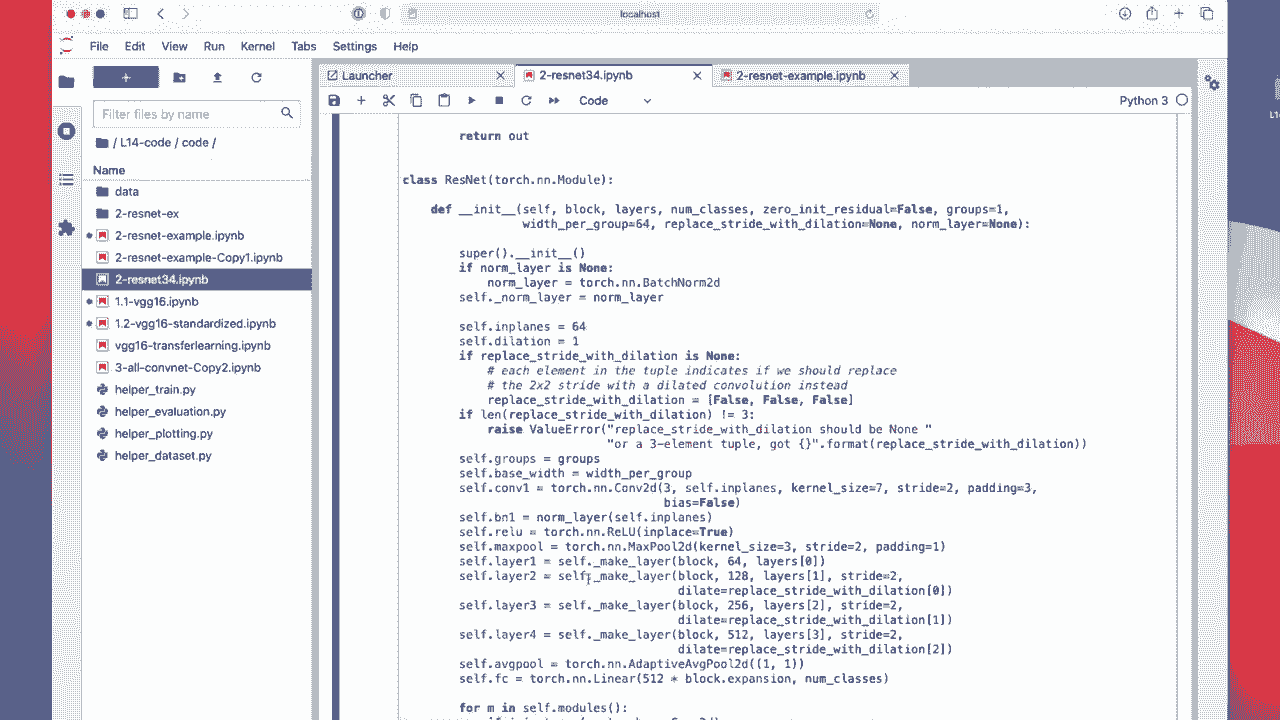 localhost
File Edit View Run Kernel Tabs Settings Help
Launcher
2-resnet34.ipynb
2-resnet-example.ipynb
Code
Python 3
Filter files by name
/ L14-code / code /
Name
data
2-resnet-ex
2-resnet-example.ipynb
2-resnet-example-Copy1.ipynb
2-resnet34.ipynb
1.1-vgg16.ipynb
1.2-vgg16-standardized.ipynb
vgg16-transferlearning.ipynb
3-all-convnet-Copy2.ipynb
helper_train.py
helper_evaluation.py
helper_plotting.py
helper_dataset.py
return out
class ResNet(torch.nn.Module):
def __init__(self, block, layers, num_classes, zero_init_residual=False, groups=1,
width_per_group=64, replace_stride_with_dilation=None, norm_layer=None):
super().__init__()
if norm_layer is None:
norm_layer = torch.nn.BatchNorm2d
self._norm_layer = norm_layer
self.inplanes = 64
self.dilation = 1
if replace_stride_with_dilation is None:
# each element in the tuple indicates if we should replace
# the 2x2 stride with a dilated convolution instead
replace_stride_with_dilation = [False, False, False]
if len(replace_stride_with_dilation) != 3:
raise ValueError("replace_stride_with_dilation should be None "
"or a 3-element tuple, got {}".format(replace_stride_with_dilation))
self.groups = groups
self.base_width = width_per_group
self.conv1 = torch.nn.Conv2d(3, self.inplanes, kernel_size=7, stride=2, padding=3,
bias=False)
self.bn1 = norm_layer(self.inplanes)
self.relu = torch.nn.ReLU(inplace=True)
self.maxpool = torch.nn.MaxPool2d(kernel_size=3, stride=2, padding=1)
self.layer1 = self._make_layer(block, 64, layers[0])
self.layer2 = self._make_layer(block, 128, layers[1], stride=2,
dilate=replace_stride_with_dilation[0])
self.layer3 = self._make_layer(block, 256, layers[2], stride=2,
dilate=replace_stride_with_dilation[1])
self.layer4 = self._make_layer(block, 512, layers[3], stride=2,
dilate=replace_stride_with_dilation[2])
self.avgpool = torch.nn.AdaptiveAvgPool2d((1, 1))
self.fc = torch.nn.Linear(512 * block.expansion, num_classes)
for m in self.modules():